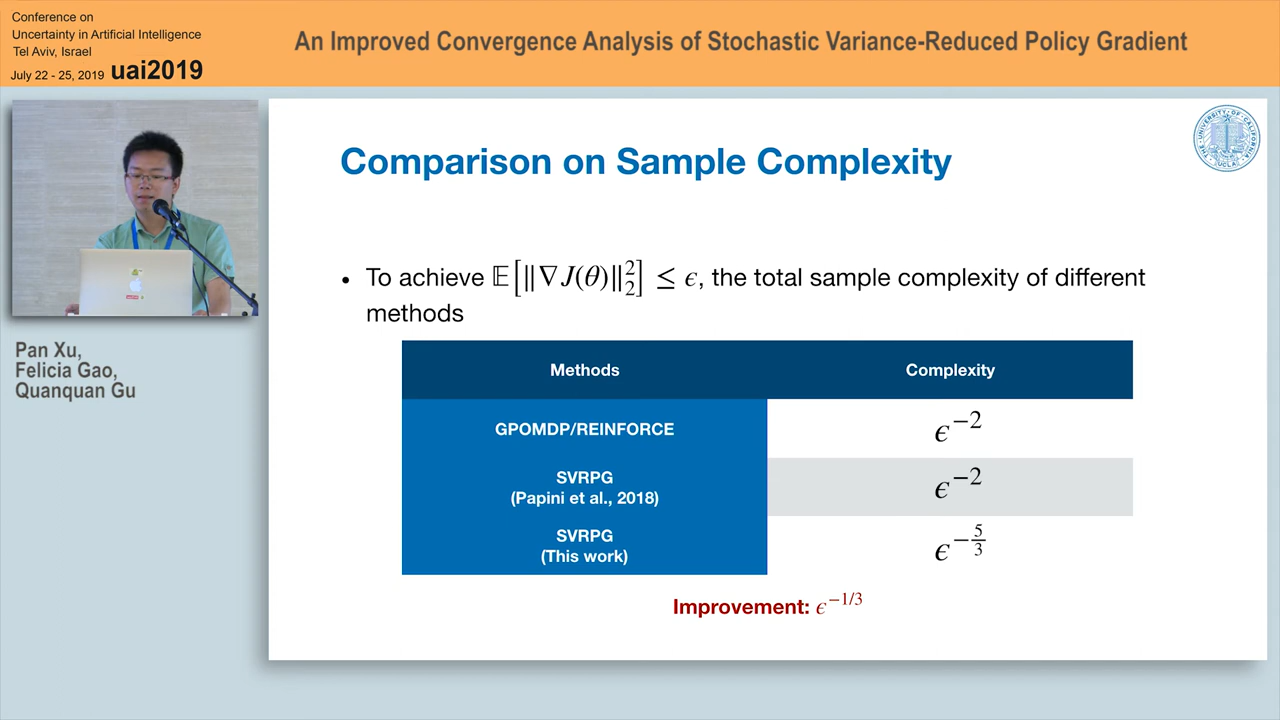 Conference on
Uncertainty in Artificial Intelligence
Tel Aviv, Israel
July 22 - 25, 2019 uai2019
An Improved Convergence Analysis of Stochastic Variance-Reduced Policy Gradient
Pan Xu,
Felicia Gao,
Quanquan Gu
Comparison on Sample Complexity
• To achieve 𝔼[‖∇J(θ)‖₂²] ≤ ϵ, the total sample complexity of different
methods
Methods Complexity
GPOMDP/REINFORCE ϵ^{−2}
SVRPG
(Papini et al., 2018) ϵ^{−2}
SVRPG
(This work) ϵ^{−5/3}
Improvement: ϵ^{−1/3}